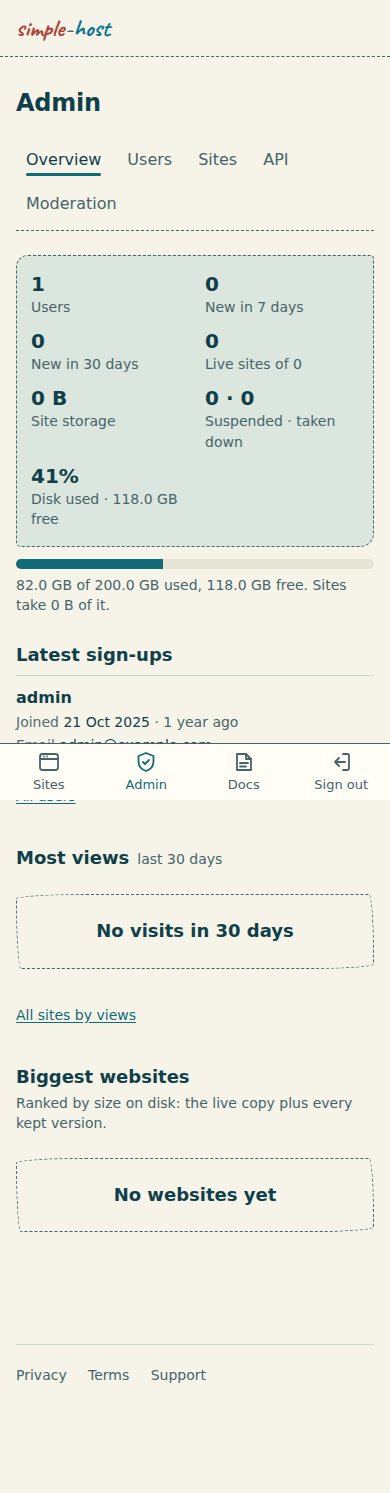 simple-host
Admin
Overview Users Sites API
Moderation
1 0
Users New in 7 days
0 0
New in 30 days Live sites of 0
0 B 0 · 0
Site storage Suspended · taken
down
41%
Disk used · 118.0 GB
free
82.0 GB of 200.0 GB used, 118.0 GB free. Sites
take 0 B of it.
Latest sign-ups
admin
Joined 21 Oct 2025 · 1 year ago
Sites Admin Docs Sign out
Most views last 30 days
No visits in 30 days
All sites by views
Biggest websites
Ranked by size on disk: the live copy plus every
kept version.
No websites yet
Privacy Terms Support